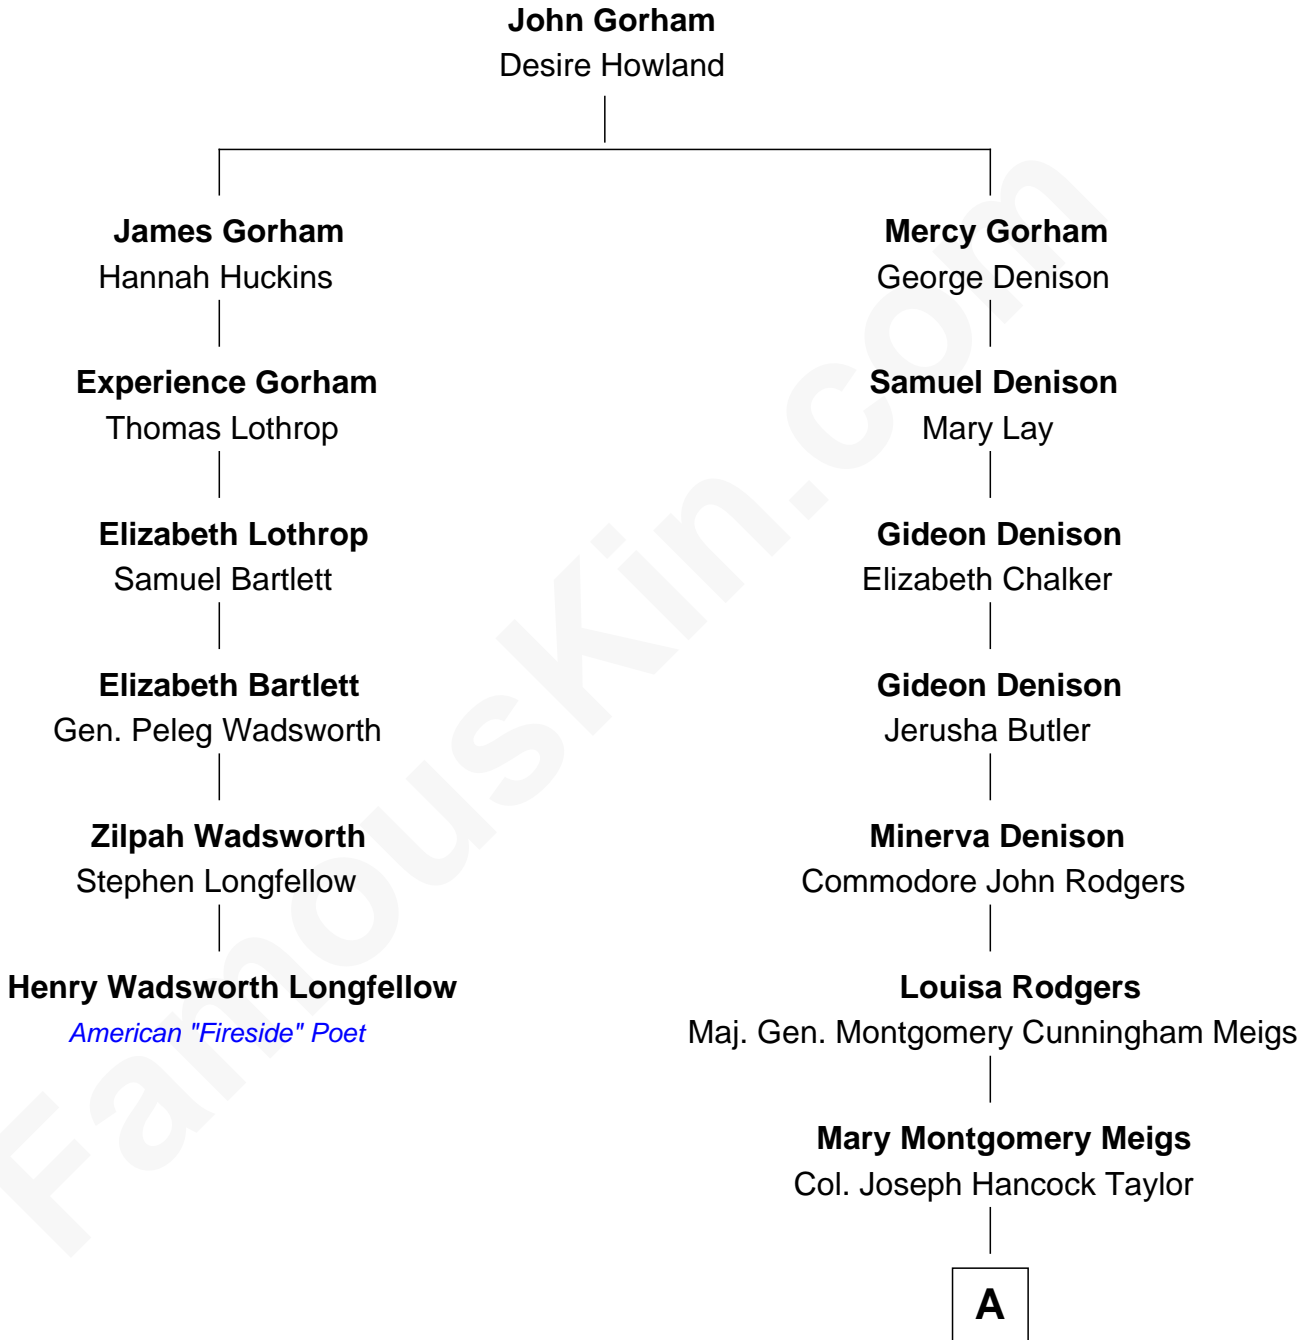 John Gorham
Desire Howland
James Gorham
Hannah Huckins
Mercy Gorham
George Denison
Experience Gorham
Thomas Lothrop
Samuel Denison
Mary Lay
Elizabeth Lothrop
Samuel Bartlett
Gideon Denison
Elizabeth Chalker
Elizabeth Bartlett
Gen. Peleg Wadsworth
Gideon Denison
Jerusha Butler
Zilpah Wadsworth
Stephen Longfellow
Minerva Denison
Commodore John Rodgers
Henry Wadsworth Longfellow
American "Fireside" Poet
Louisa Rodgers
Maj. Gen. Montgomery Cunningham Meigs
Mary Montgomery Meigs
Col. Joseph Hancock Taylor
A
FamousKin.com